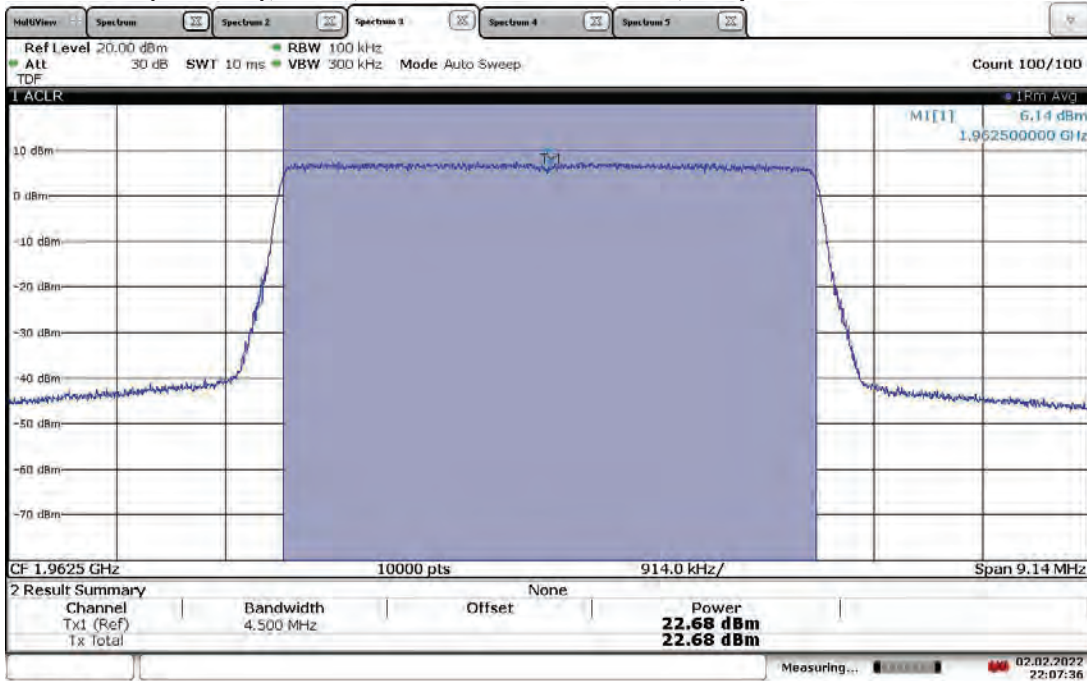 MultiView Spectrum Spectrum 2 Spectrum 3 Spectrum 4 Spectrum 5
Ref Level 20.00 dBm RBW 100 kHz
Att 30 dB SWT 10 ms VBW 300 kHz Mode Auto Sweep Count 100/100
TDF
1 ACLR 1Rm Avg
M1[1] 6.14 dBm
1.962500000 GHz
10 dBm
Tx1
0 dBm
-10 dBm
-20 dBm
-30 dBm
-40 dBm
-50 dBm
-60 dBm
-70 dBm
CF 1.9625 GHz 10000 pts 914.0 kHz/ Span 9.14 MHz
2 Result Summary None
Channel Bandwidth Offset Power
Tx1 (Ref) 4.500 MHz 22.68 dBm
Tx Total 22.68 dBm
Measuring... 02.02.2022
22:07:36